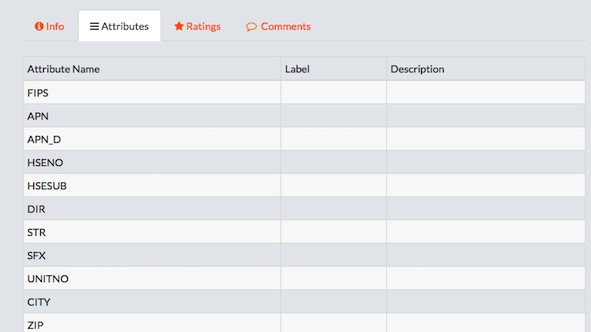 Info Attributes Ratings Comments
Attribute Name Label Description
FIPS
APN
APN_D
HSENO
HSESUB
DIR
STR
SFX
UNITNO
CITY
ZIP